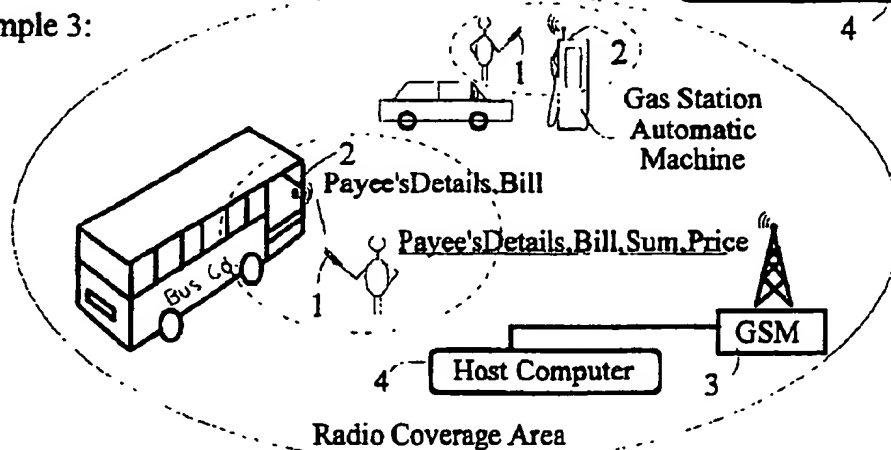 mple 3:
4
1
2
Gas Station
Automatic
Machine
2
Payee'sDetails,Bill
Payee'sDetails,Bill,Sum,Price
Bus Co.
1
GSM
4
Host Computer
3
Radio Coverage Area